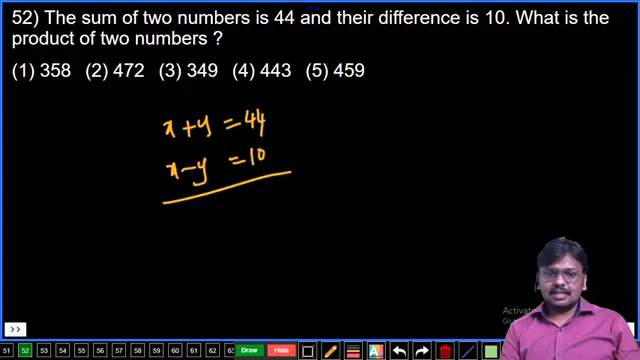 52) The sum of two numbers is 44 and their difference is 10. What is the
product of two numbers ?
(1) 358 (2) 472 (3) 349 (4) 443 (5) 459
x + y = 44
x - y = 10
Activate
>>
51 52 53 54 55 56 57 58 59 60 61 62 63 Draw Hide